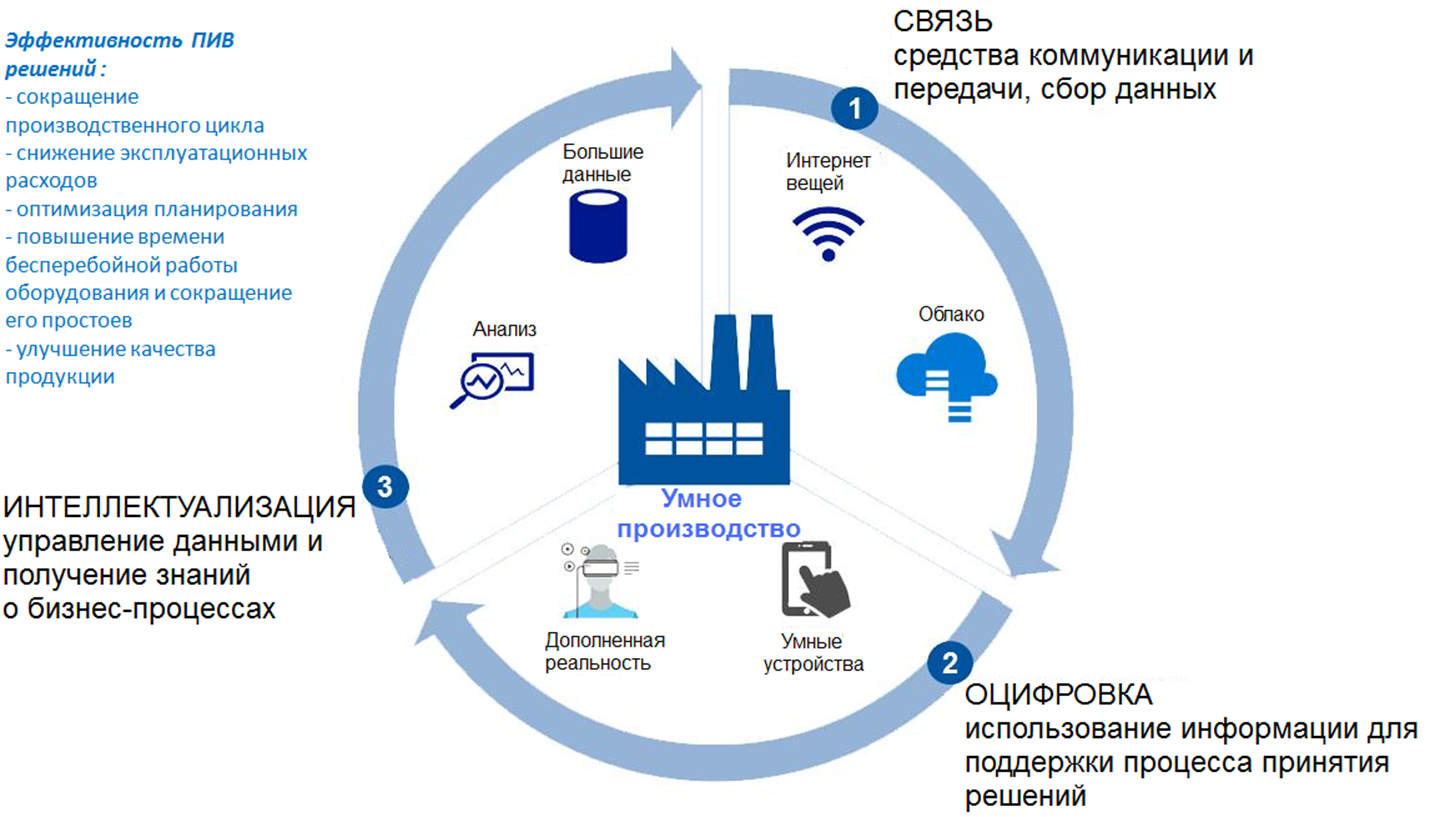 Эффективность ПИВ
решений :
- сокращение
производственного цикла
- снижение эксплуатационных
расходов
- оптимизация планирования
- повышение времени
бесперебойной работы
оборудования и сокращение
его простоев
- улучшение качества
продукции
СВЯЗЬ
средства коммуникации и
передачи, сбор данных
1
Интернет
вещей
Облако
2
ОЦИФРОВКА
использование информации для
поддержки процесса принятия
решений
Умные
устройства
Дополненная
реальность
3
ИНТЕЛЛЕКТУАЛИЗАЦИЯ
управление данными и
получение знаний
о бизнес-процессах
Анализ
Большие
данные
Умное
производство